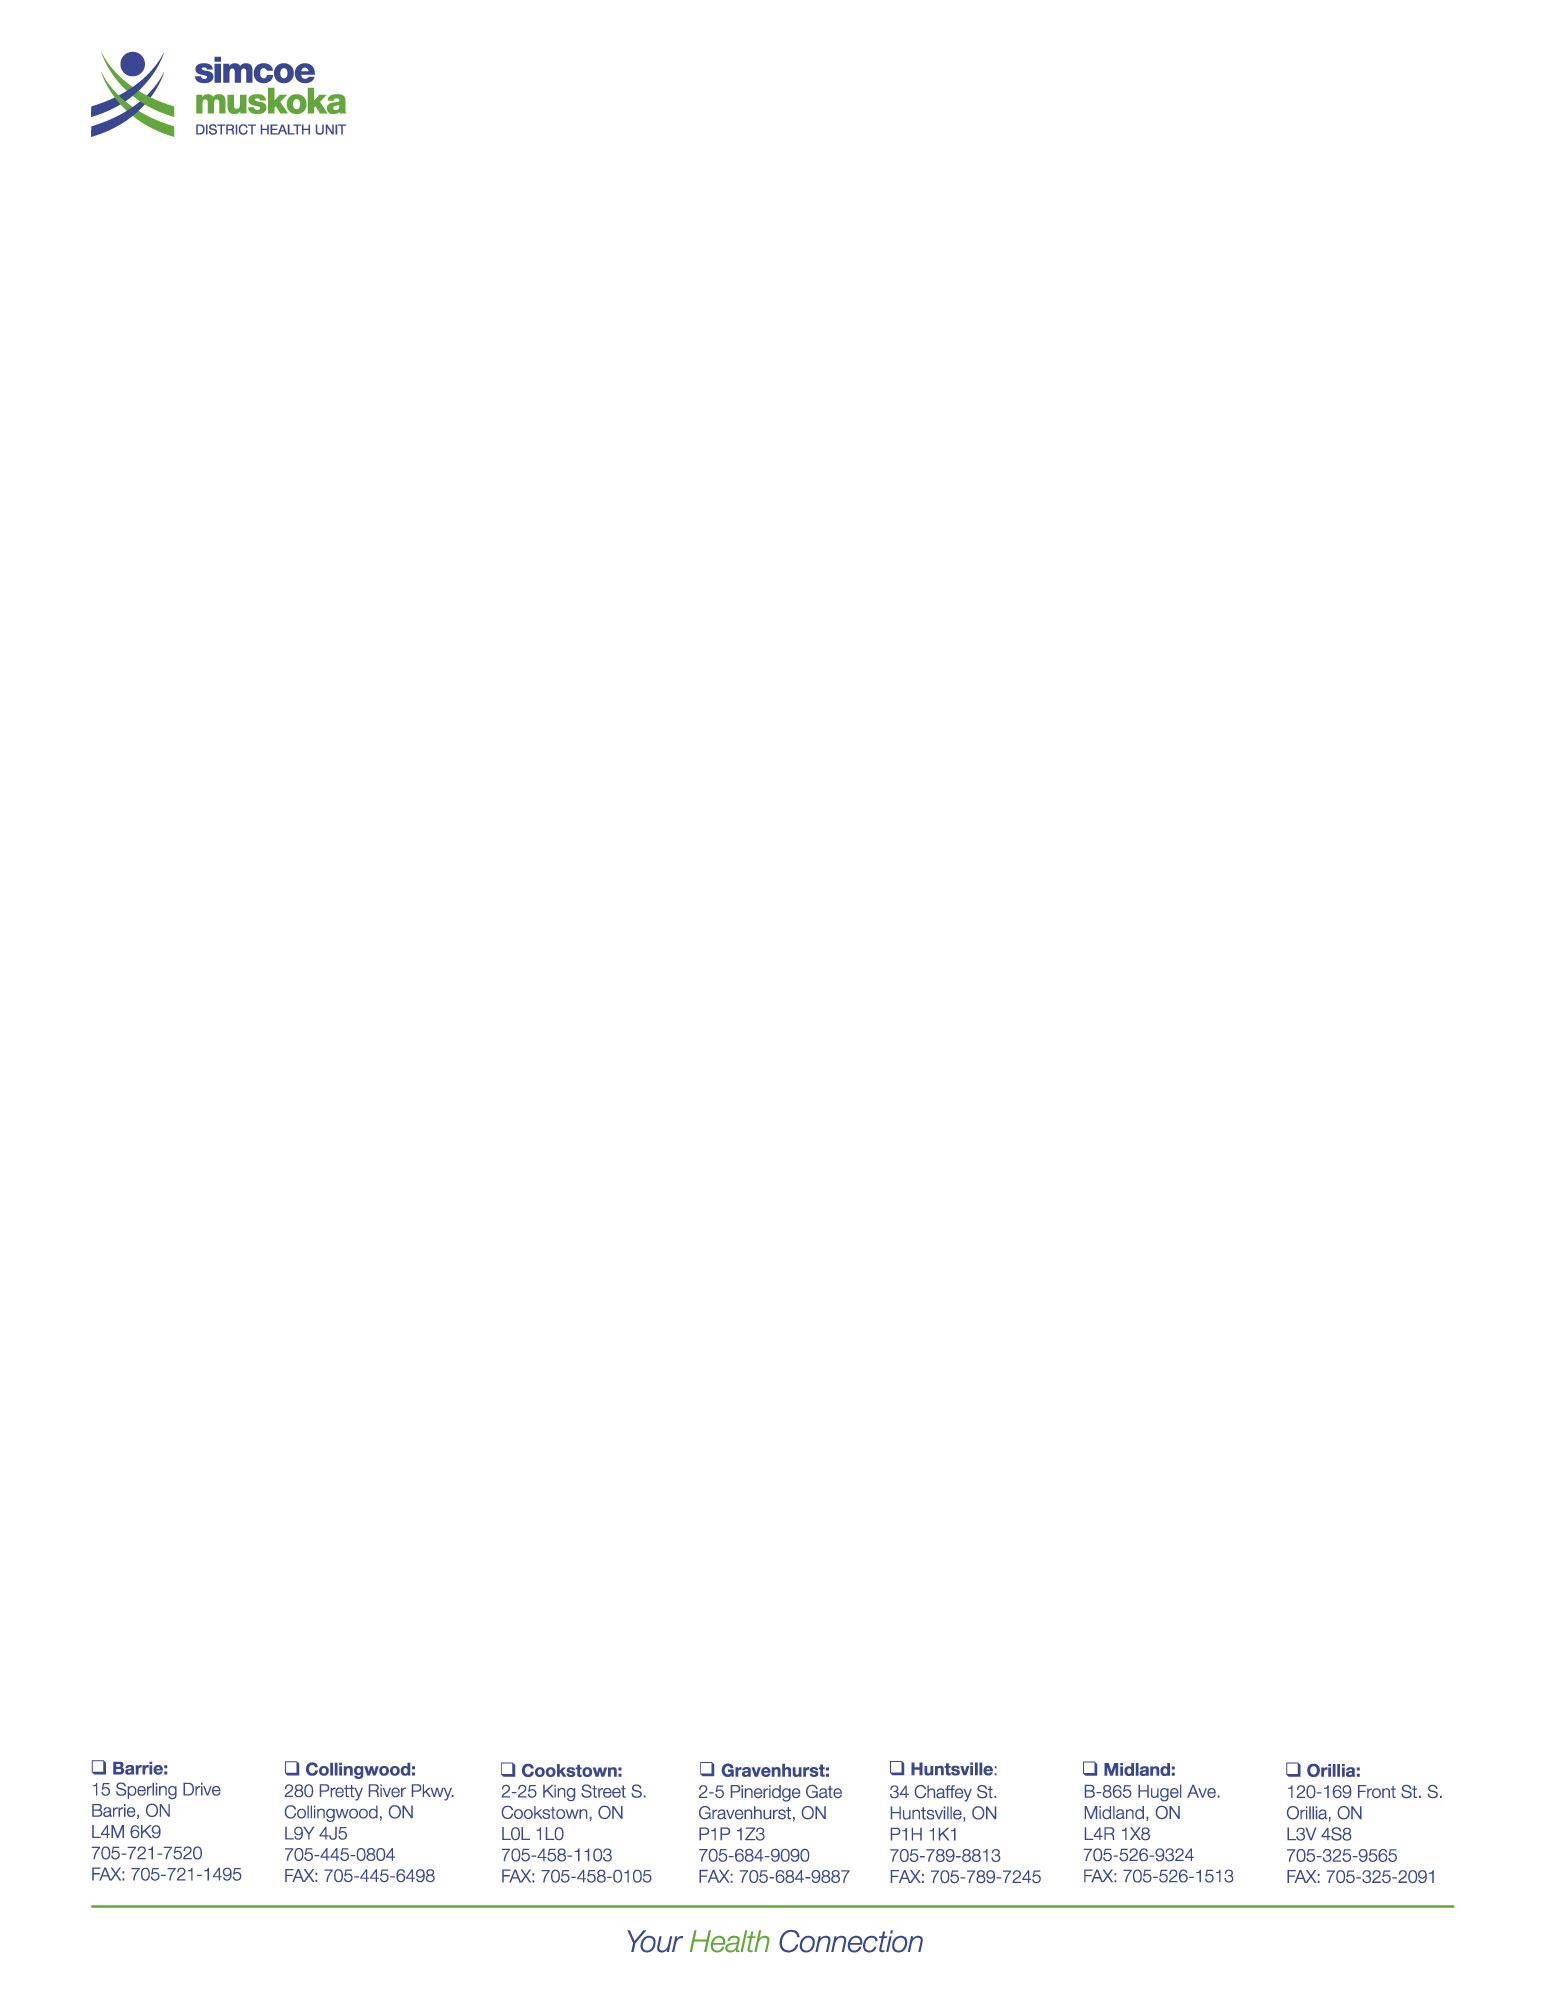 simcoe
muskoka
DISTRICT HEALTH UNIT
❑ Barrie:
15 Sperling Drive
Barrie, ON
L4M 6K9
705-721-7520
FAX: 705-721-1495
❑ Collingwood:
280 Pretty River Pkwy.
Collingwood, ON
L9Y 4J5
705-445-0804
FAX: 705-445-6498
❑ Cookstown:
2-25 King Street S.
Cookstown, ON
L0L 1L0
705-458-1103
FAX: 705-458-0105
❑ Gravenhurst:
2-5 Pineridge Gate
Gravenhurst, ON
P1P 1Z3
705-684-9090
FAX: 705-684-9887
❑ Huntsville:
34 Chaffey St.
Huntsville, ON
P1H 1K1
705-789-8813
FAX: 705-789-7245
❑ Midland:
B-865 Hugel Ave.
Midland, ON
L4R 1X8
705-526-9324
FAX: 705-526-1513
❑ Orillia:
120-169 Front St. S.
Orillia, ON
L3V 4S8
705-325-9565
FAX: 705-325-2091
Your Health Connection